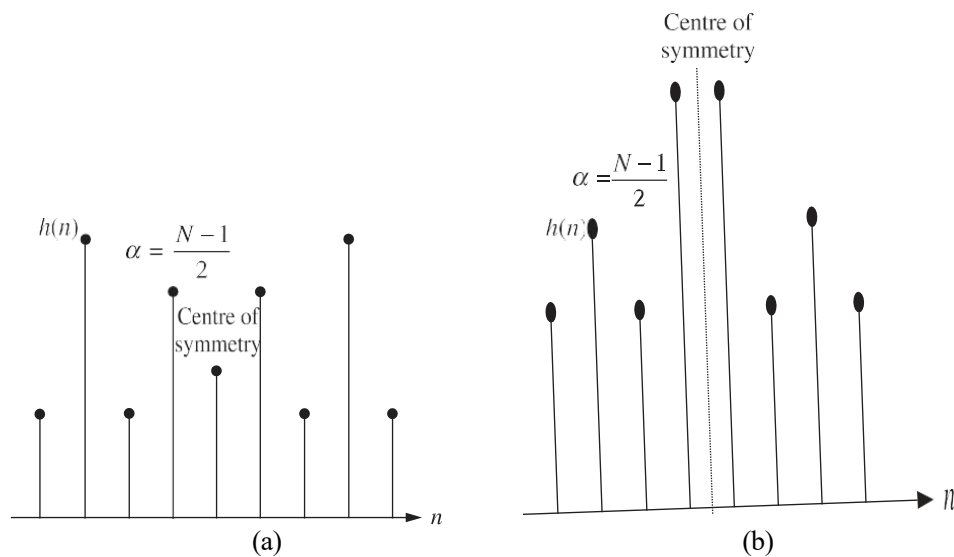 h(n)
α = N − 1
2
Centre of
symmetry
n
(a)
Centre of
symmetry
α = N − 1
2
h(n)
n
(b)